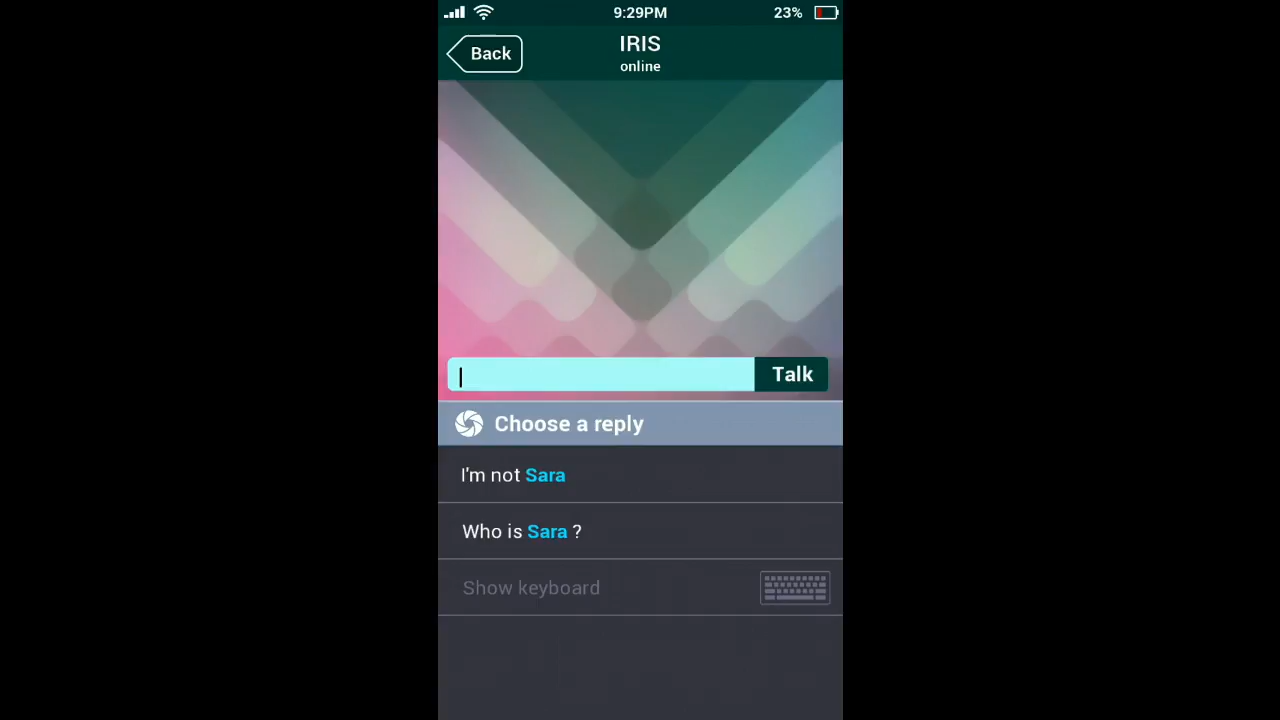 9:29PM
23%
Back
IRIS
online
Talk
Choose a reply
I'm not Sara
Who is Sara ?
Show keyboard